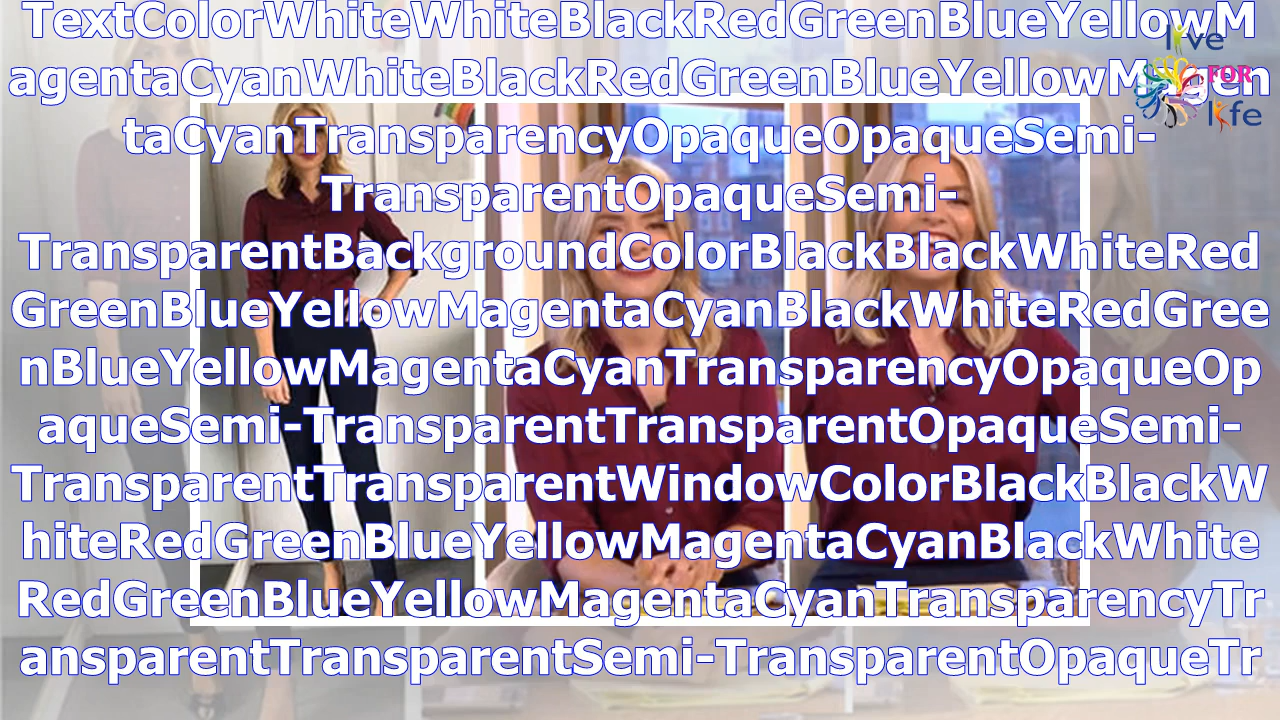 TextColorWhiteWhiteBlackRedGreenBlueYellowM
agentaCyanWhiteBlackRedGreenBlueYellowMagen
taCyanTransparencyOpaqueOpaqueSemi-
TransparentOpaqueSemi-
TransparentBackgroundColorBlackBlackWhiteRed
GreenBlueYellowMagentaCyanBlackWhiteRedGree
nBlueYellowMagentaCyanTransparencyOpaqueOp
aqueSemi-TransparentTransparentOpaqueSemi-
TransparentTransparentWindowColorBlackBlackW
hiteRedGreenBlueYellowMagentaCyanBlackWhite
RedGreenBlueYellowMagentaCyanTransparencyTr
ansparentTransparentSemi-TransparentOpaqueTr
live
FOR
life